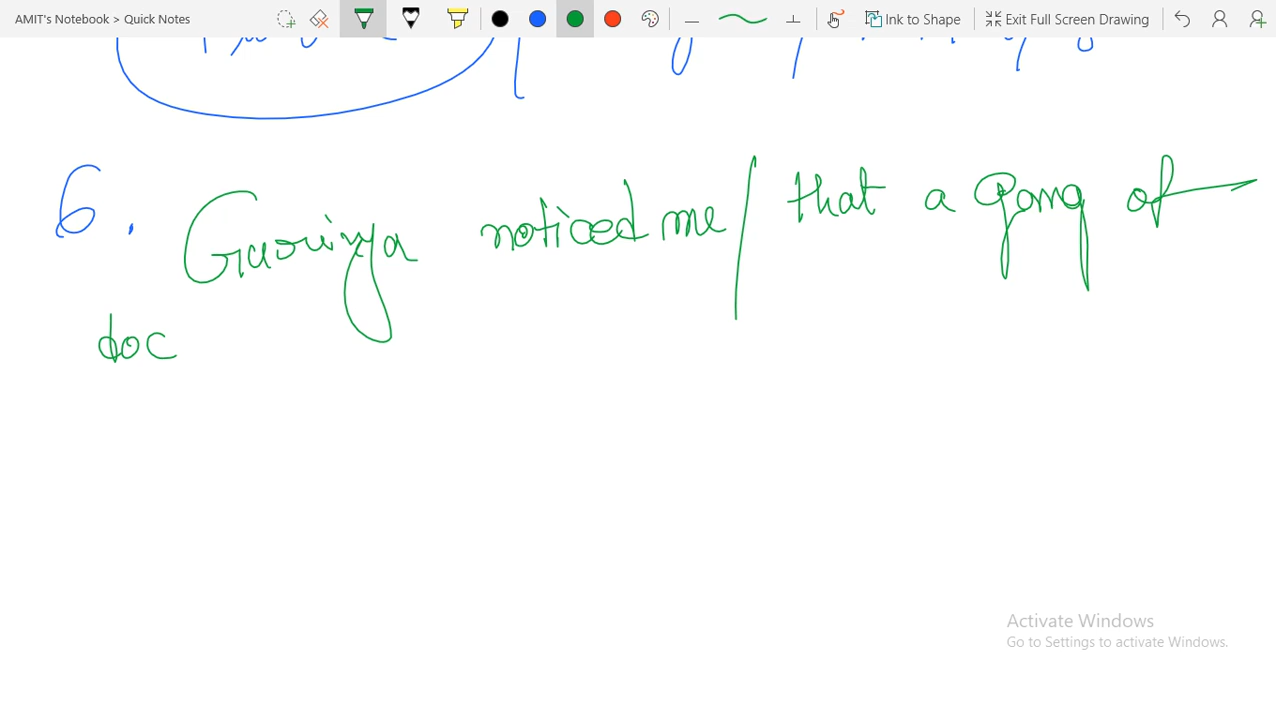 AMIT's Notebook > Quick Notes Ink to Shape Exit Full Screen Drawing
6. Gaurivya noticed me / that a gang of
doc
Activate Windows
Go to Settings to activate Windows.